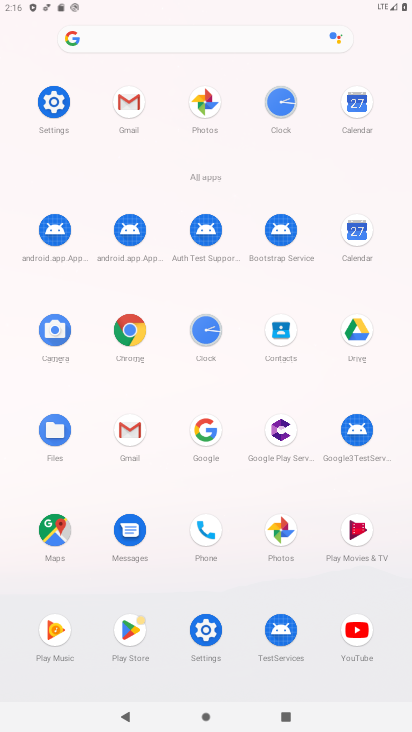 2:16 LTE
Settings Gmail Photos Clock Calendar
All apps
android.app.App... android.app.App... Auth Test Suppor... Bootstrap Service Calendar
Camera Chrome Clock Contacts Drive
Files Gmail Google Google Play Serv... Google3TestServ...
Maps Messages Phone Photos Play Movies & TV
Play Music Play Store Settings TestServices YouTube